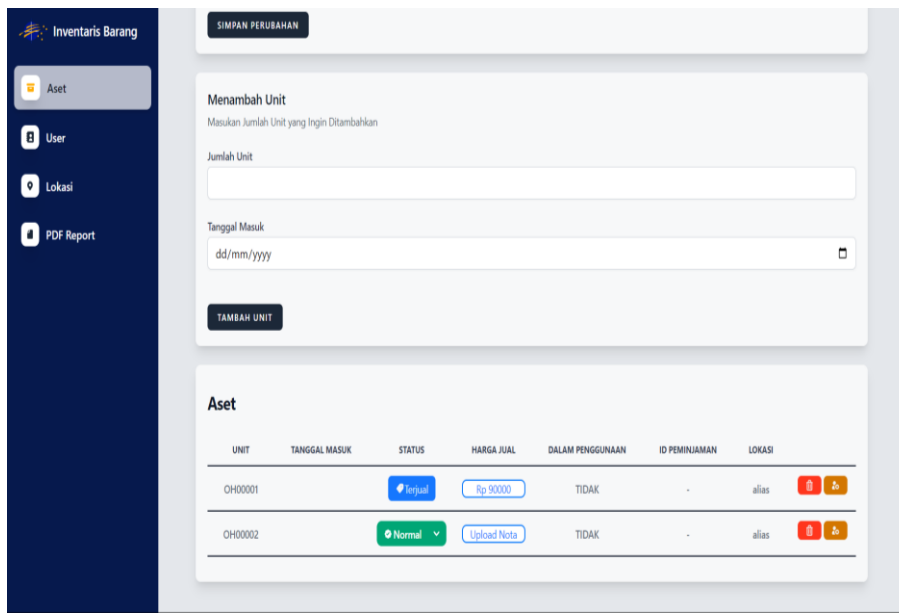 Inventaris Barang
Aset
User
Lokasi
PDF Report
SIMPAN PERUBAHAN
Menambah Unit
Masukan Jumlah Unit yang Ingin Ditambahkan
Jumlah Unit
Tanggal Masuk
dd/mm/yyyy
TAMBAH UNIT
Aset
UNIT TANGGAL MASUK STATUS HARGA JUAL DALAM PENGGUNAAN ID PEMINJAMAN LOKASI
OH00001 Terjual Rp 90000 TIDAK - alias
OH00002 Normal Upload Nota TIDAK - alias